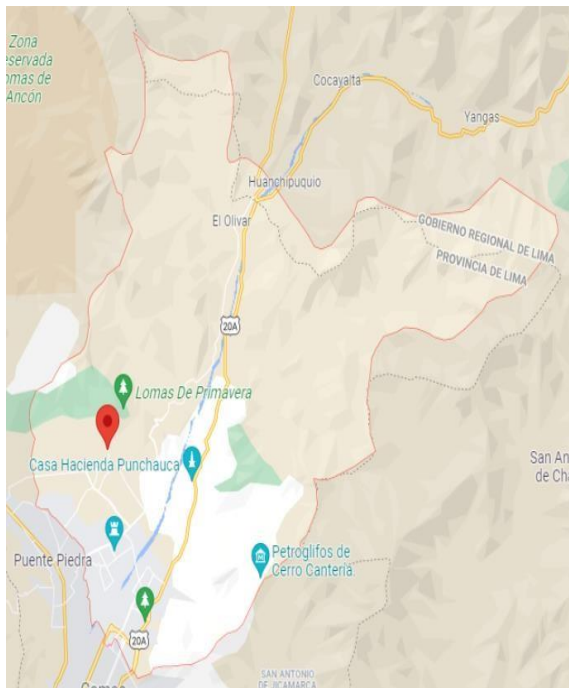 Zona
eservada
omas de
Ancón
Cocayalta
Yangas
Huanchipuquio
El Olivar
GOBIERNO REGIONAL DE LIMA
PROVINCIA DE LIMA
20A
Lomas De Primavera
Casa Hacienda Punchauca
San An
de Cha
Puente Piedra
Petroglifos de
Cerro Cantería.
20A
SAN ANTONIO
DE JICAMARCA